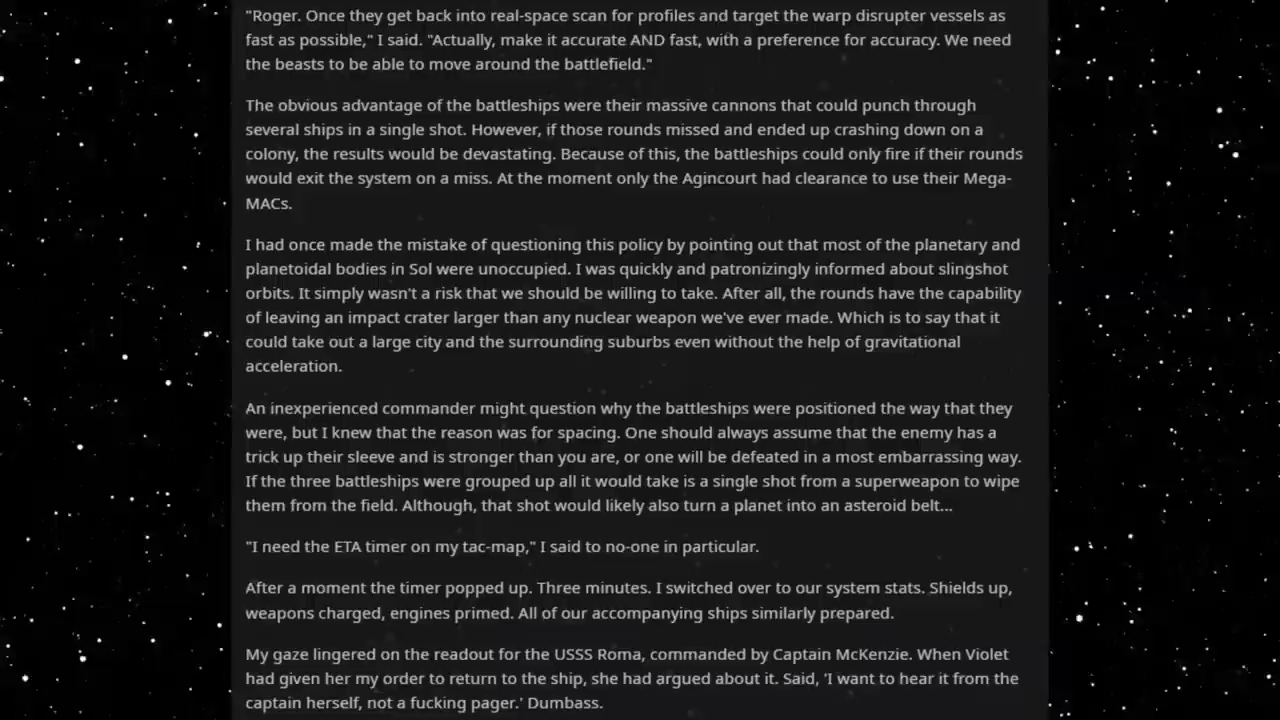 "Roger. Once they get back into real-space scan for profiles and target the warp disrupter vessels as
fast as possible," I said. "Actually, make it accurate AND fast, with a preference for accuracy. We need
the beasts to be able to move around the battlefield."
The obvious advantage of the battleships were their massive cannons that could punch through
several ships in a single shot. However, if those rounds missed and ended up crashing down on a
colony, the results would be devastating. Because of this, the battleships could only fire if their rounds
would exit the system on a miss. At the moment only the Agincourt had clearance to use their Mega-
MACs.
I had once made the mistake of questioning this policy by pointing out that most of the planetary and
planetoidal bodies in Sol were unoccupied. I was quickly and patronizingly informed about slingshot
orbits. It simply wasn't a risk that we should be willing to take. After all, the rounds have the capability
of leaving an impact crater larger than any nuclear weapon we've ever made. Which is to say that it
could take out a large city and the surrounding suburbs even without the help of gravitational
acceleration.
An inexperienced commander might question why the battleships were positioned the way that they
were, but I knew that the reason was for spacing. One should always assume that the enemy has a
trick up their sleeve and is stronger than you are, or one will be defeated in a most embarrassing way.
If the three battleships were grouped up all it would take is a single shot from a superweapon to wipe
them from the field. Although, that shot would likely also turn a planet into an asteroid belt...
"I need the ETA timer on my tac-map," I said to no-one in particular.
After a moment the timer popped up. Three minutes. I switched over to our system stats. Shields up,
weapons charged, engines primed. All of our accompanying ships similarly prepared.
My gaze lingered on the readout for the USSS Roma, commanded by Captain McKenzie. When Violet
had given her my order to return to the ship, she had argued about it. Said, 'I want to hear it from the
captain herself, not a fucking pager.' Dumbass.